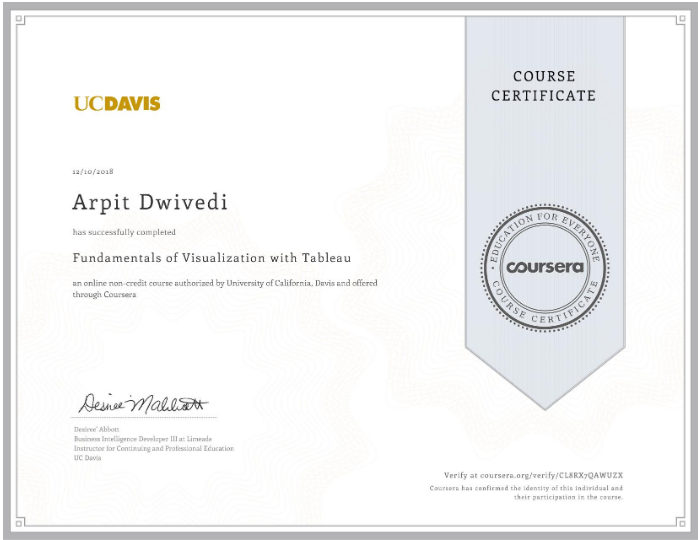 UCDAVIS
12/10/2018
Arpit Dwivedi
has successfully completed
Fundamentals of Visualization with Tableau
an online non-credit course authorized by University of California, Davis and offered
through Coursera
Desiree' Abbott
Business Intelligence Developer III at Limeade
Instructor for Continuing and Professional Education
UC Davis
COURSE
CERTIFICATE
EDUCATION FOR EVERYONE
coursera
COURSE CERTIFICATE
Verify at coursera.org/verify/CL8RX7QAWUZX
Coursera has confirmed the identity of this individual and
their participation in the course.